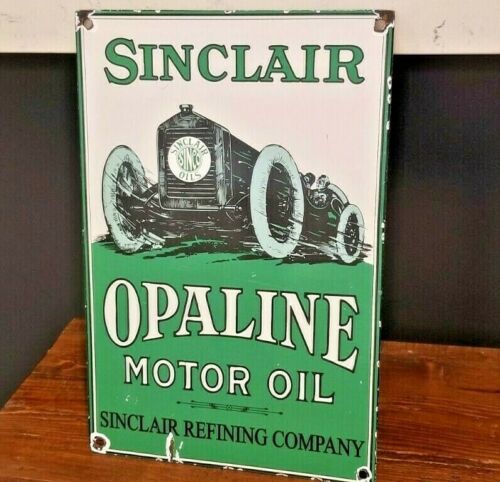 SINCLAIR
SINCLAIR
OILS
OPALINE
MOTOR OIL
SINCLAIR REFINING COMPANY